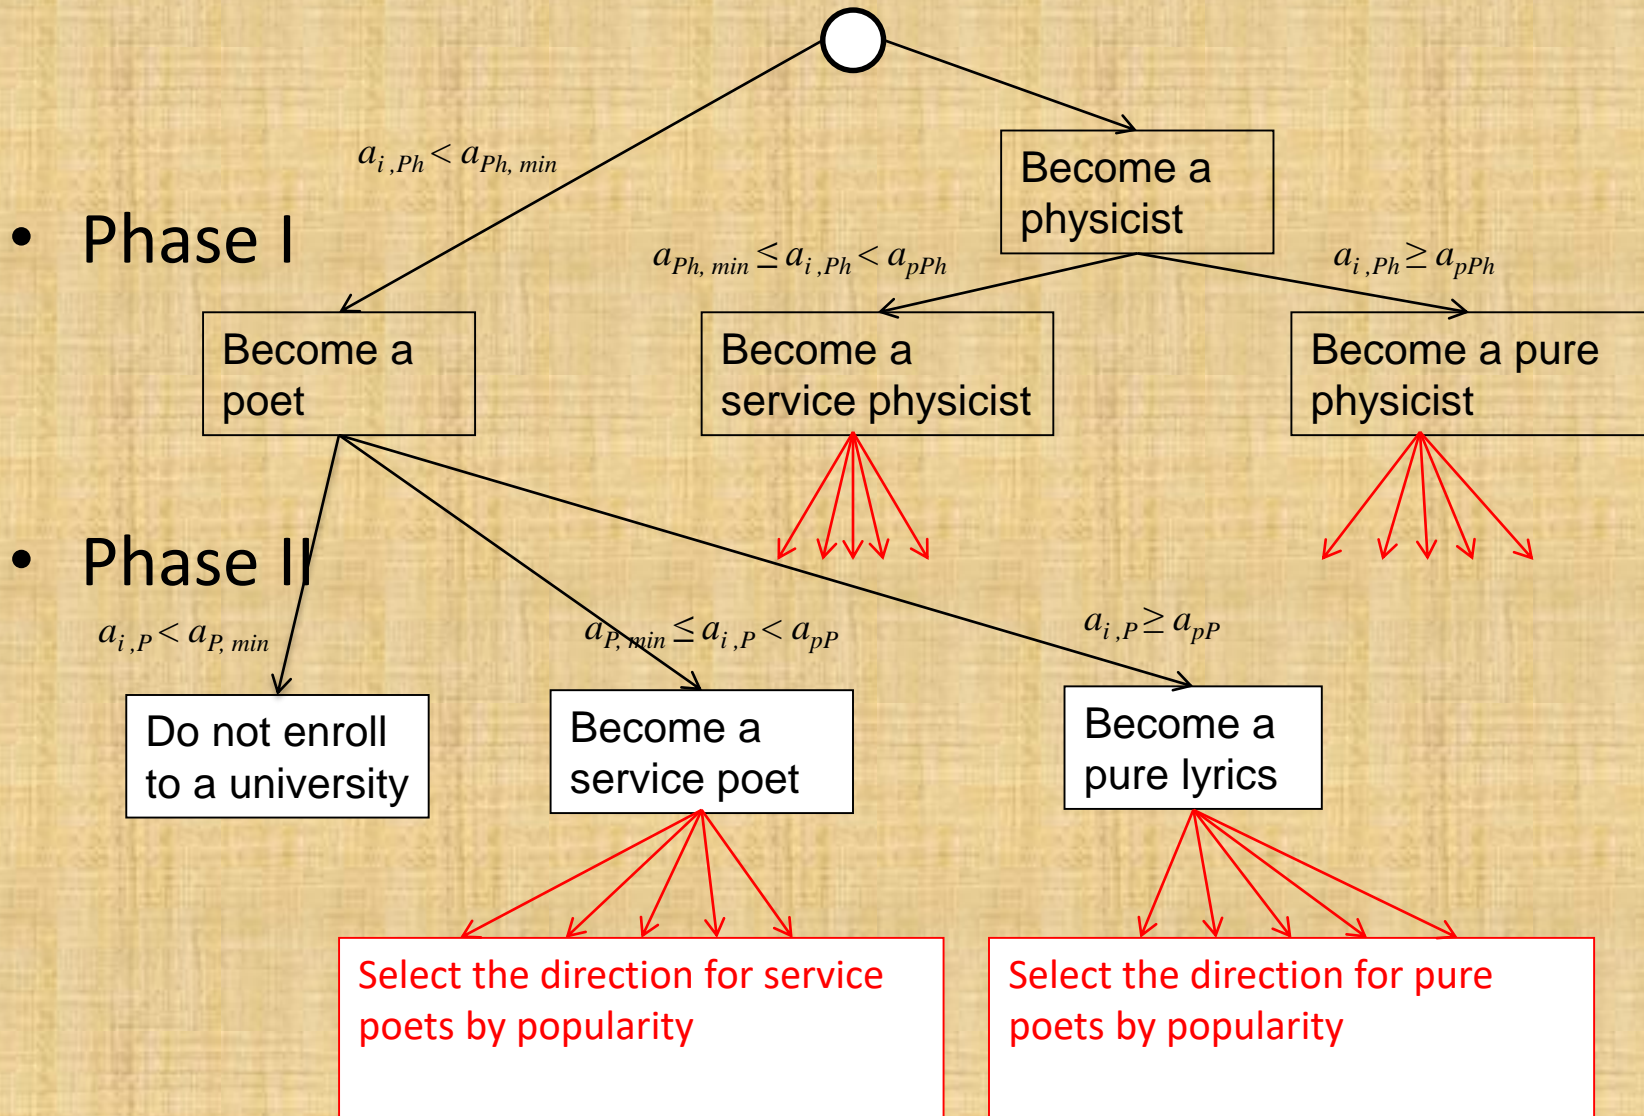 a_{i ,Ph} < a_{Ph, min}
Become a
physicist
• Phase I
a_{Ph, min} ≤ a_{i ,Ph} < a_{pPh}
a_{i ,Ph} ≥ a_{pPh}
Become a
poet
Become a
service physicist
Become a pure
physicist
• Phase II
a_{i ,P} < a_{P, min}
a_{P, min} ≤ a_{i ,P} < a_{pP}
a_{i ,P} ≥ a_{pP}
Do not enroll
to a university
Become a
service poet
Become a
pure lyrics
Select the direction for service
poets by popularity
Select the direction for pure
poets by popularity